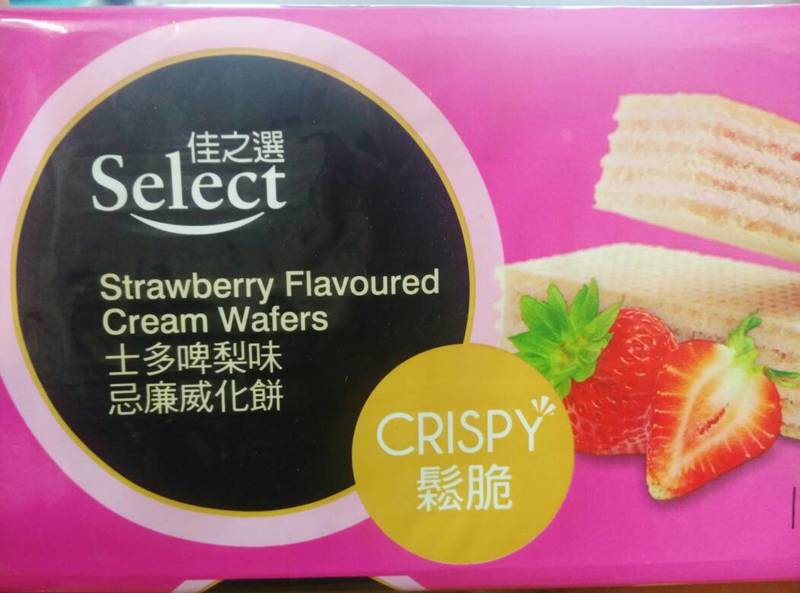 佳之選
Select
Strawberry Flavoured
Cream Wafers
士多啤梨味
忌廉威化餅
CRISPY
鬆脆